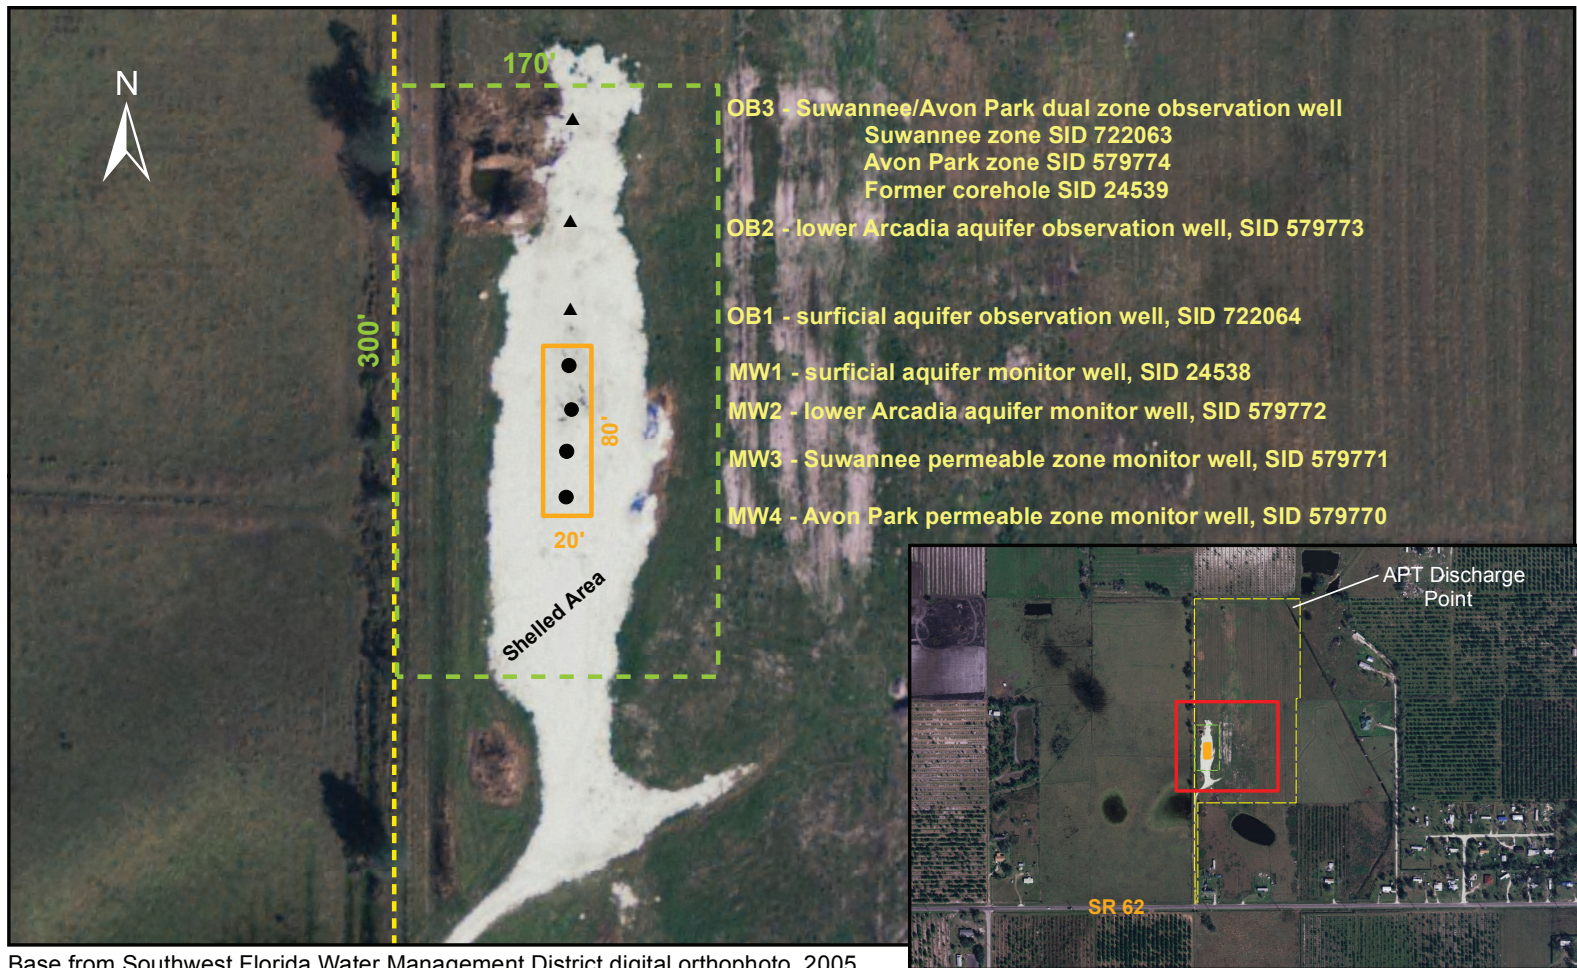 N
170'
300'
OB3 - Suwannee/Avon Park dual zone observation well
Suwannee zone SID 722063
Avon Park zone SID 579774
Former corehole SID 24539
OB2 - lower Arcadia aquifer observation well, SID 579773
OB1 - surficial aquifer observation well, SID 722064
MW1 - surficial aquifer monitor well, SID 24538
MW2 - lower Arcadia aquifer monitor well, SID 579772
MW3 - Suwannee permeable zone monitor well, SID 579771
MW4 - Avon Park permeable zone monitor well, SID 579770
80'
20'
Shelled Area
APT Discharge
Point
SR 62
Base from Southwest Florida Water Management District digital orthophoto, 2005